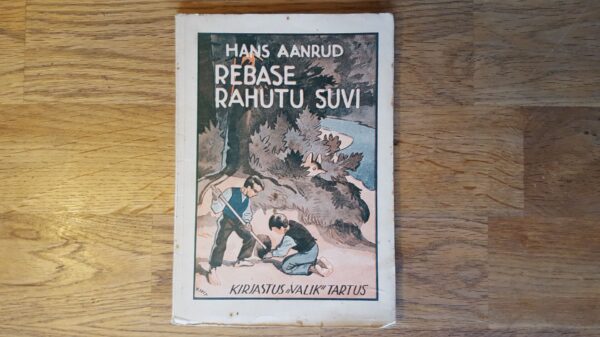 HANS AANRUD
REBASE
RAHUTU SUVI
KIRJASTUS „VALIK" TARTUS